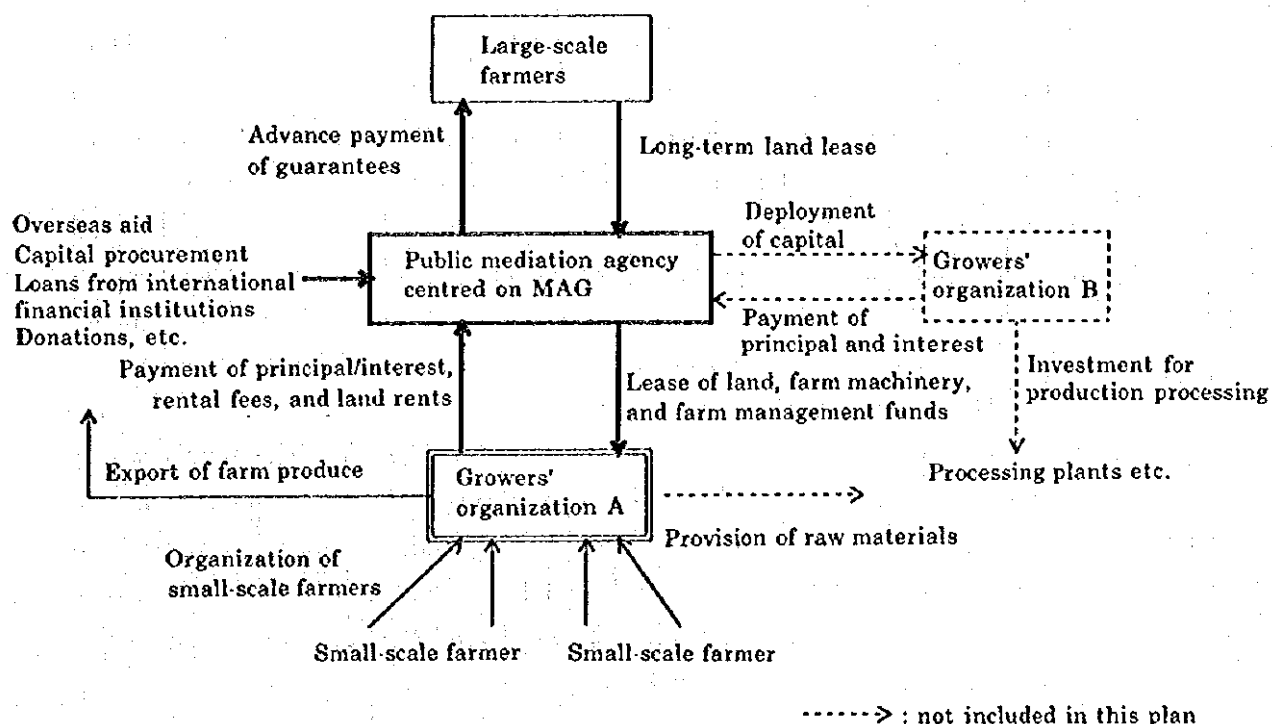 Large-scale
farmers
Advance payment
of guarantees
Long-term land lease
Overseas aid
Capital procurement
Loans from international
financial institutions
Donations, etc.
Public mediation agency
centred on MAG
Deployment
of capital
Growers'
organization B
Payment of
principal and interest
Payment of principal/interest,
rental fees, and land rents
Lease of land, farm machinery,
and farm management funds
Investment for
production processing
Export of farm produce
Growers'
organization A
Processing plants etc.
Provision of raw materials
Organization of
small-scale farmers
Small-scale farmer
Small-scale farmer
: not included in this plan